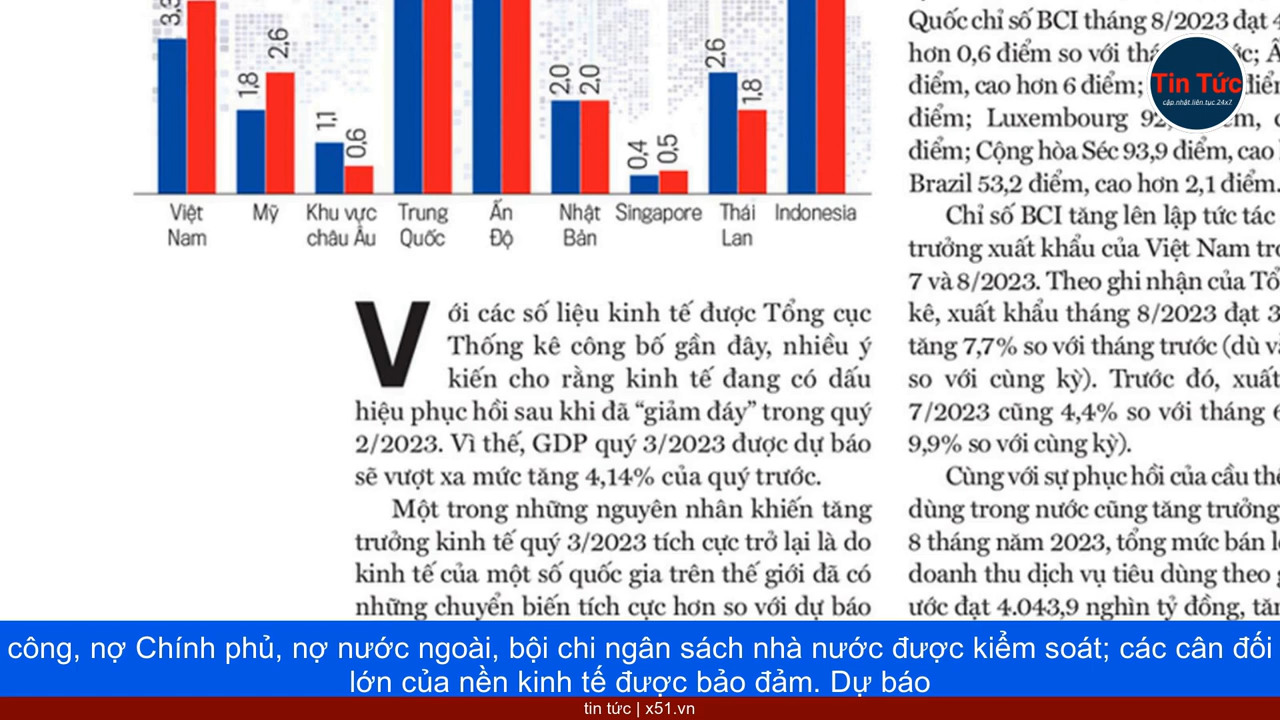 3,3
1,8
2,6
1,1
0,6
2,0
2,0
0,4
0,5
2,6
1,8
Việt Nam
Mỹ
Khu vực châu Âu
Trung Quốc
Ấn Độ
Nhật Bản
Singapore
Thái Lan
Indonesia
Với các số liệu kinh tế được Tổng cục
Thống kê công bố gần đây, nhiều ý
kiến cho rằng kinh tế đang có dấu
hiệu phục hồi sau khi đã “giảm đáy” trong quý
2/2023. Vì thế, GDP quý 3/2023 được dự báo
sẽ vượt xa mức tăng 4,14% của quý trước.
Một trong những nguyên nhân khiến tăng
trưởng kinh tế quý 3/2023 tích cực trở lại là do
kinh tế của một số quốc gia trên thế giới đã có
những chuyển biến tích cực hơn so với dự báo
Quốc chỉ số BCI tháng 8/2023 đạt
hơn 0,6 điểm so với
điểm, cao hơn 6 điểm;
điểm; Luxembourg
điểm; Cộng hòa Séc 93,9 điểm, cao
Brazil 53,2 điểm, cao hơn 2,1 điểm.
Chỉ số BCI tăng lên lập tức tác
trưởng xuất khẩu của Việt Nam
7 và 8/2023. Theo ghi nhận của
kê, xuất khẩu tháng 8/2023 đạt
tăng 7,7% so với tháng trước (dù
so với cùng kỳ). Trước đó, xuất
7/2023 cũng 4,4% so với tháng
9,9% so với cùng kỳ).
Cùng với sự phục hồi của cầu
dùng trong nước cũng tăng trưởng
8 tháng năm 2023, tổng mức bán
doanh thu dịch vụ tiêu dùng theo
ước đạt 4.043,9 nghìn tỷ đồng,
Tin Tức
cập nhật liên tục 24x7
công, nợ Chính phủ, nợ nước ngoài, bội chi ngân sách nhà nước được kiểm soát; các cân đối
lớn của nền kinh tế được bảo đảm. Dự báo
tin tức | x51.vn